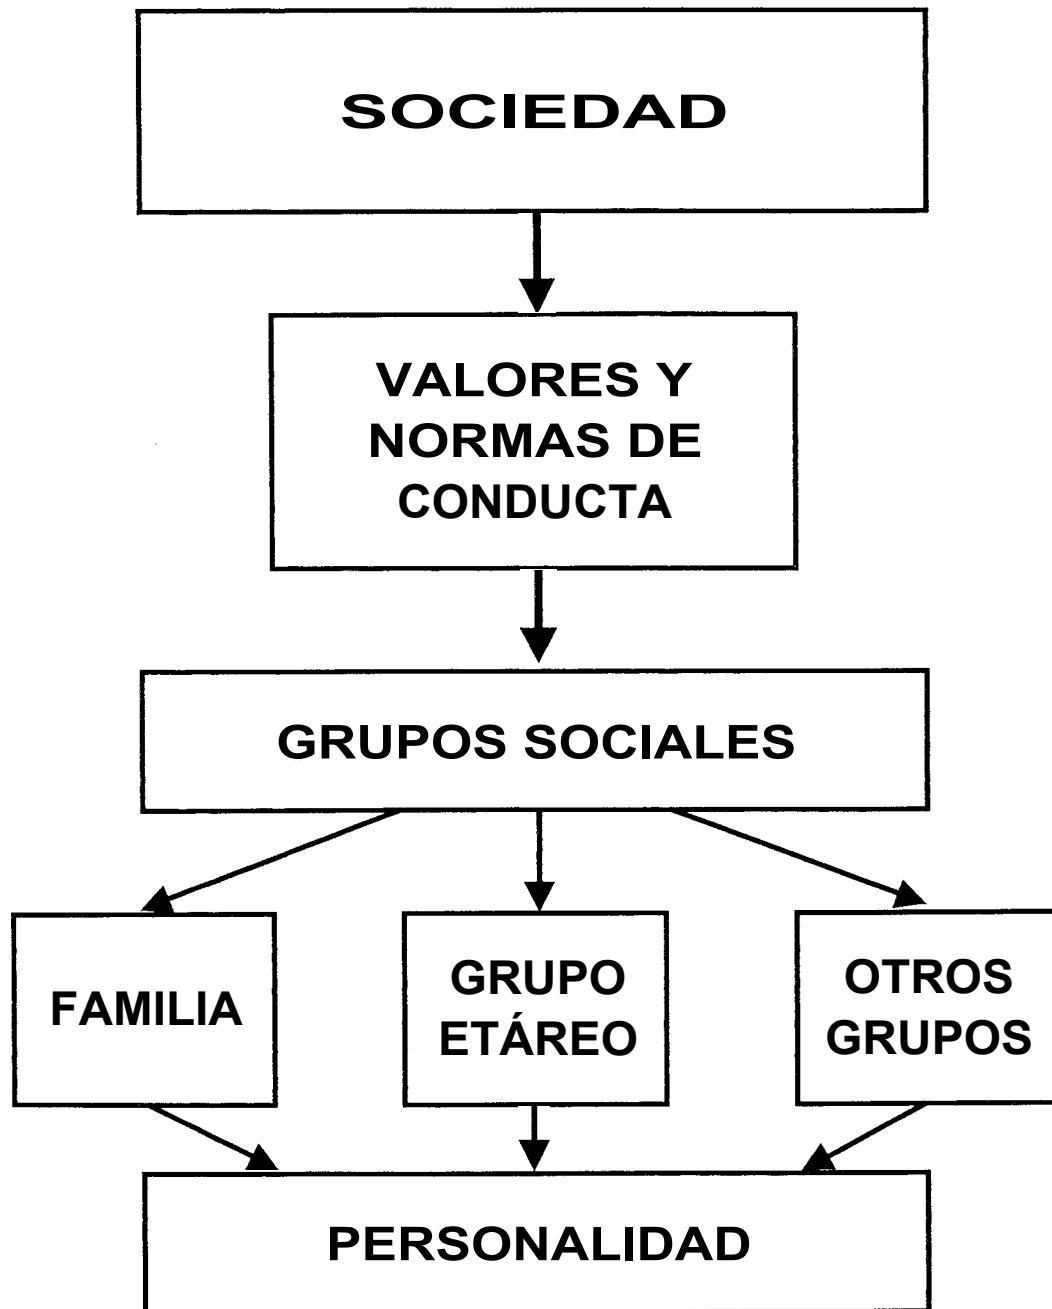 SOCIEDAD
VALORES Y
NORMAS DE
CONDUCTA
GRUPOS SOCIALES
FAMILIA
GRUPO
ETÁREO
OTROS
GRUPOS
PERSONALIDAD